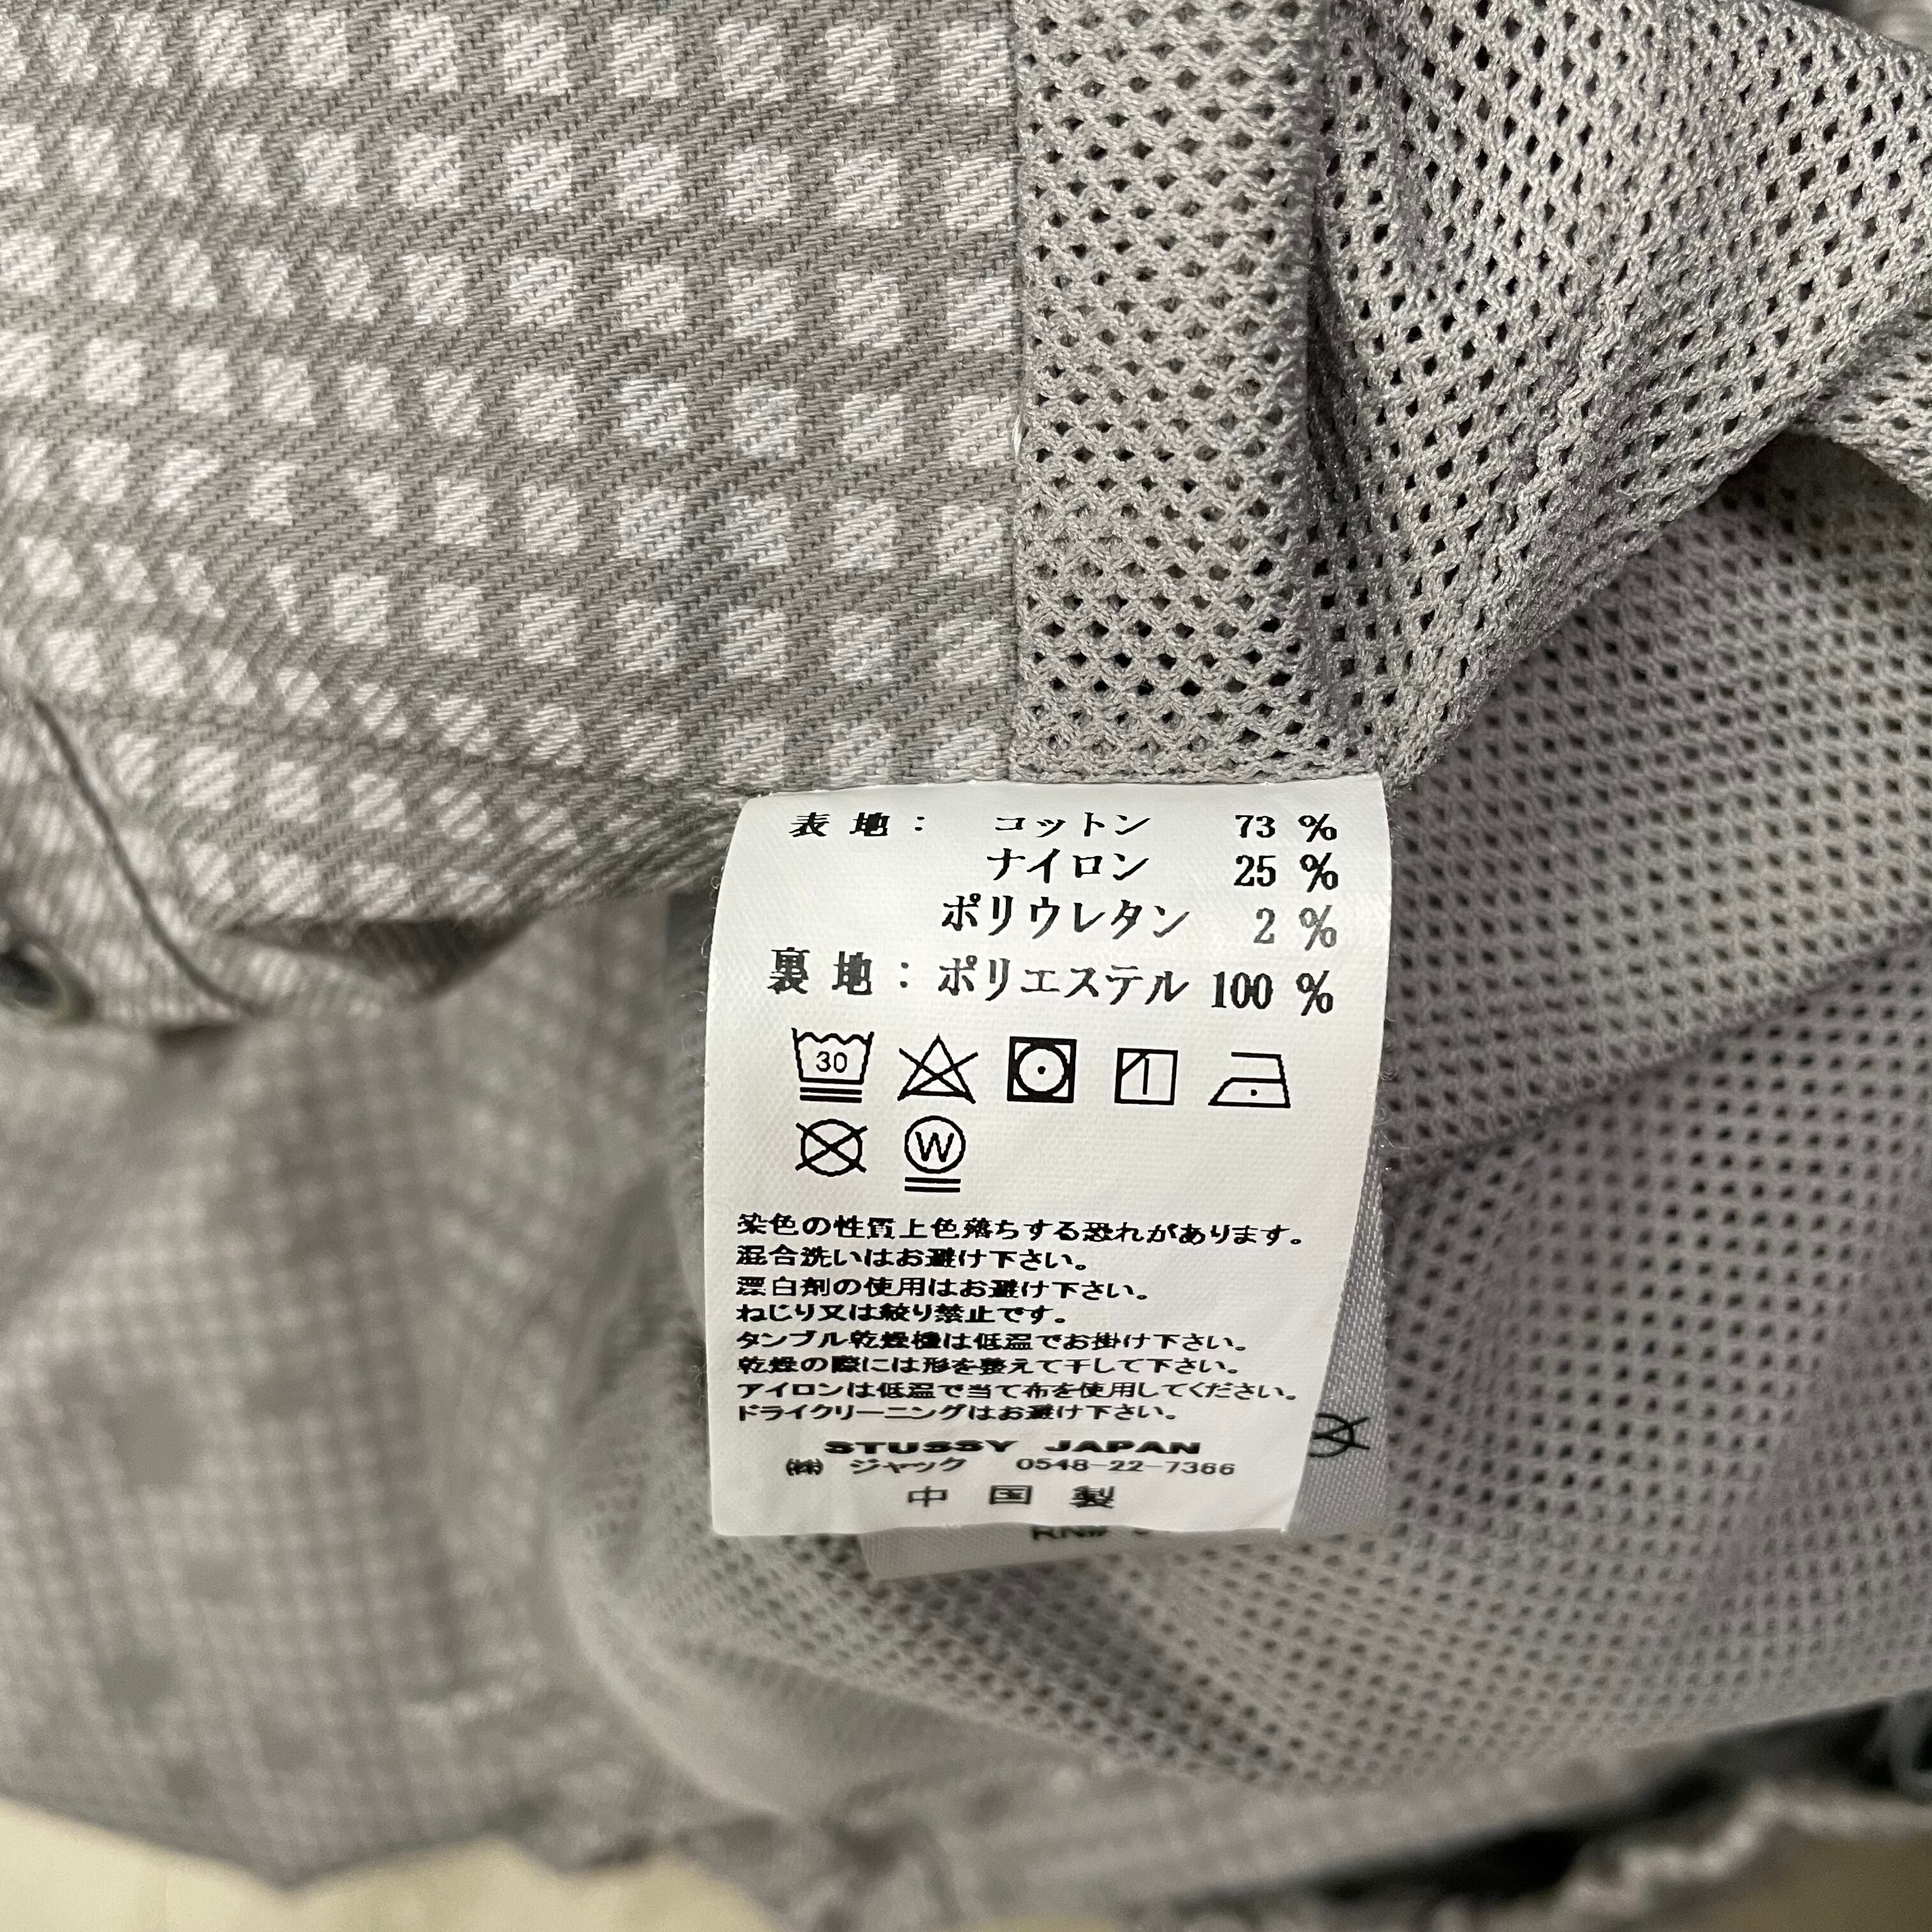 表地： コットン 73 %
ナイロン 25 %
ポリウレタン 2 %
裏地：ポリエステル 100 %
30
W
染色の性質上色落ちする恐れがあります。
混合洗いはお避け下さい。
漂白剤の使用はお避け下さい。
ねじり又は絞り禁止です。
タンブル乾燥機は低温でお掛け下さい。
乾燥の際には形を整えて干して下さい。
アイロンは低温で当て布を使用してください。
ドライクリーニングはお避け下さい。
STUSSY JAPAN
㈱ ジャック 0548-22-7366
中国製
RN#